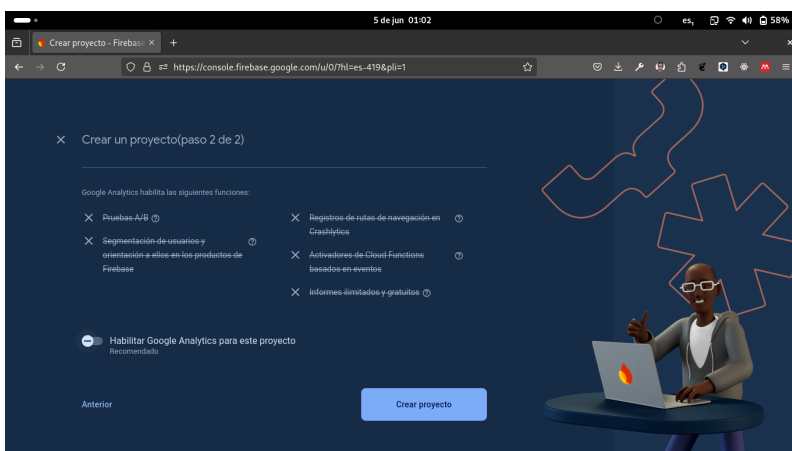 5 de jun 01:02
es,
58%
Crear proyecto - Firebase
https://console.firebase.google.com/u/0/?hl=es-419&pli=1
Crear un proyecto(paso 2 de 2)
Google Analytics habilita las siguientes funciones:
Pruebas A/B
Segmentación de usuarios y
orientación a ellos en los productos de
Firebase
Registros de rutas de navegación en
Crashlytics
Activadores de Cloud Functions
basados en eventos
Informes ilimitados y gratuitos
Habilitar Google Analytics para este proyecto
Recomendado
Anterior
Crear proyecto